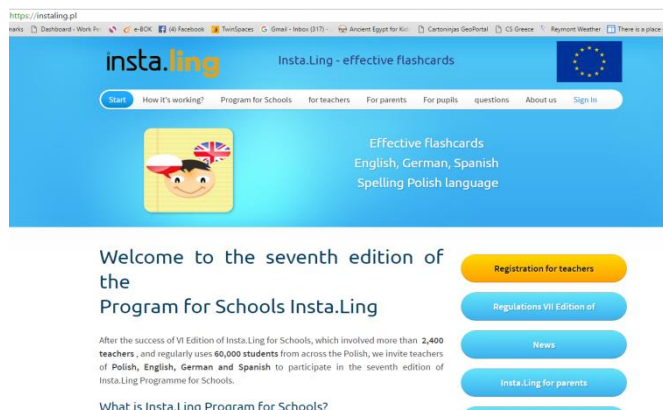 https://instaling.pl
marks Dashboard - Work Fr e-BOK (4) Facebook TwinSpaces Gmail - Inbox (317) - Ancient Egypt for Kids Cartoninjas GeoPortal CS Greece Reymont Weather There is a place i
insta.ling
Insta.Ling - effective flashcards
Start How it's working? Program for Schools for teachers For parents For pupils questions About us Sign In
Effective flashcards
English, German, Spanish
Spelling Polish language
Welcome to the seventh edition of
the
Program for Schools Insta.Ling
Registration for teachers
Regulations VII Edition of
News
Insta.Ling for parents
After the success of VI Edition of Insta.Ling for Schools, which involved more than 2,400
teachers , and regularly uses 60,000 students from across the Polish, we invite teachers
of Polish, English, German and Spanish to participate in the seventh edition of
Insta.Ling Programme for Schools.
What is Insta.Ling Program for Schools?